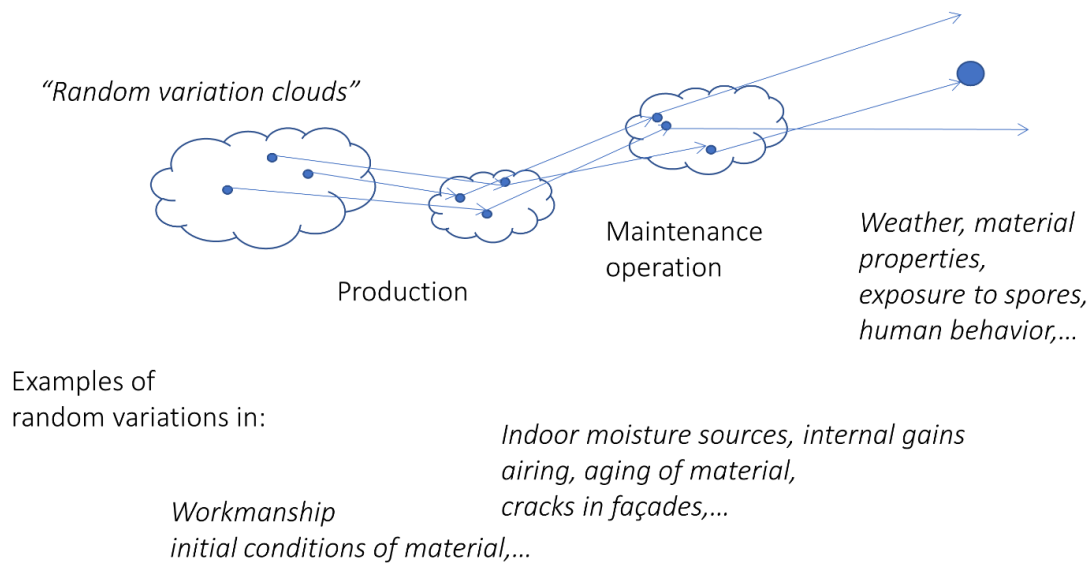 “Random variation clouds”
Production
Maintenance
operation
Weather, material
properties,
exposure to spores,
human behavior,…
Examples of
random variations in:
Indoor moisture sources, internal gains
airing, aging of material,
cracks in façades,…
Workmanship
initial conditions of material,…